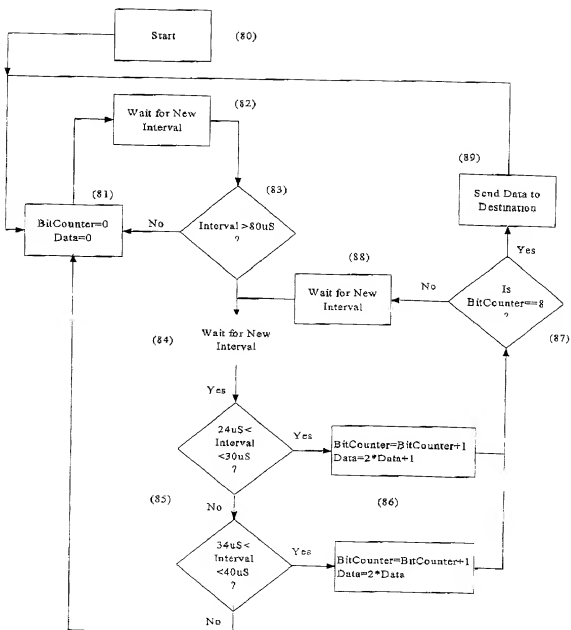 Start
(80)
Wait for New
Interval
(82)
(81)
BitCounter=0
Data=0
No
Interval >80uS
?
(83)
(89)
Send Data to
Destination
Yes
(88)
Wait for New
Interval
No
Is
BitCounter==8
?
(87)
(84)
Wait for New
Interval
Yes
24uS<
Interval
<30uS
?
Yes
BitCounter=BitCounter+1
Data=2*Data+1
(85)
No
(86)
34uS<
Interval
<40uS
?
Yes
BitCounter=BitCounter+1
Data=2*Data
No